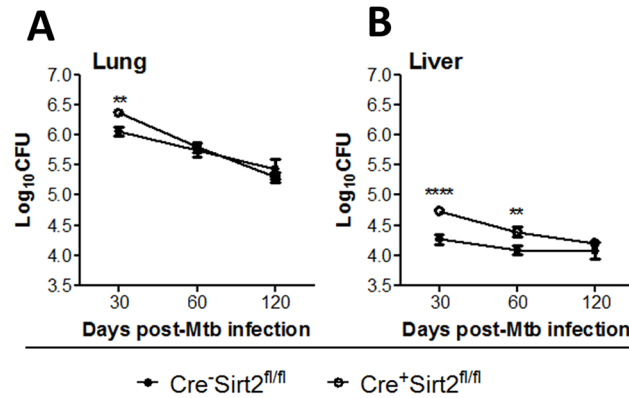 A
B
Lung
Liver
**
**** **
Log10CFU
7.0
6.5
6.0
5.5
5.0
4.5
4.0
3.5
30 60 120
Days post-Mtb infection
Log10CFU
7.0
6.5
6.0
5.5
5.0
4.5
4.0
3.5
30 60 120
Days post-Mtb infection
Cre-Sirt2fl/fl Cre+Sirt2fl/fl